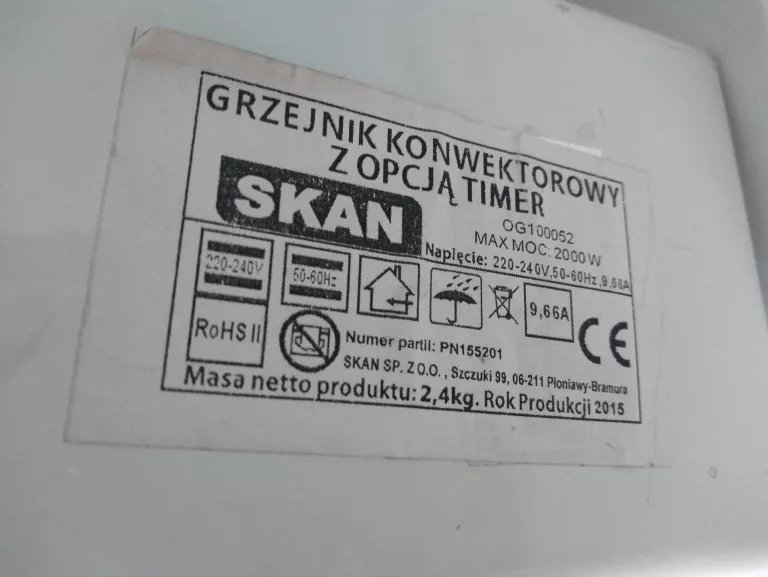 GRZEJNIK KONWEKTOROWY
Z OPCJĄ TIMER
SKAN
OG100052
MAX MOC: 2000 W
Napięcie: 220-240V,50-60Hz,9,66A
220-240V
50-60Hz
9,66A
CE
RoHS II
Numer partii: PN155201
SKAN SP. Z O.O. , Szczuki 99, 06-211 Płoniawy-Bramura
Masa netto produktu: 2,4kg. Rok Produkcji 2015